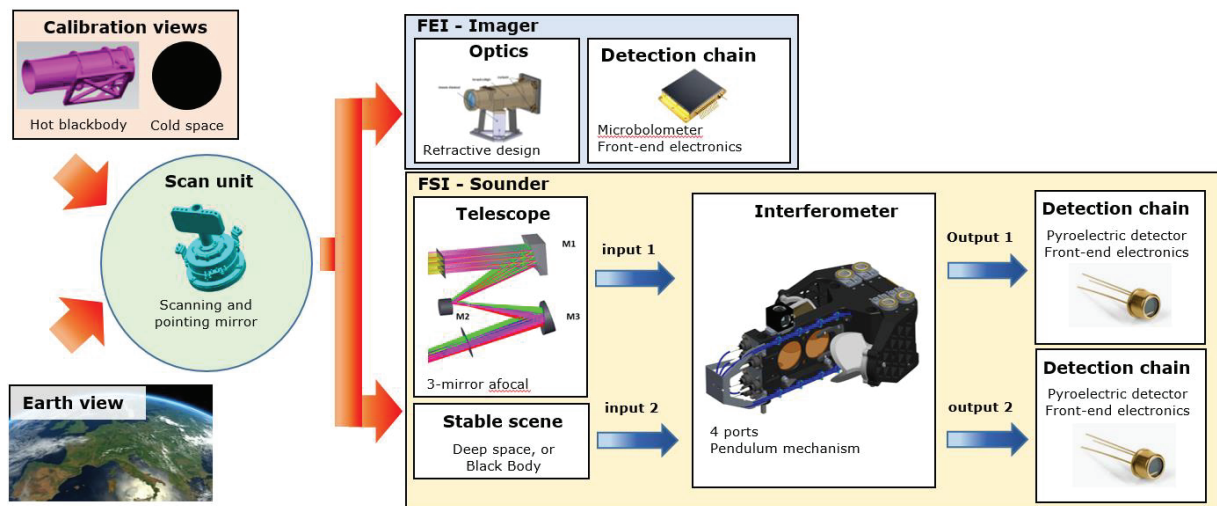 Calibration views
Hot blackbody
Cold space
Scan unit
Scanning and
pointing mirror
Earth view
FEI - Imager
Optics
Refractive design
Detection chain
Microbolometer
Front-end electronics
FSI - Sounder
Telescope
M1
M2
M3
3-mirror afocal
Stable scene
Deep space, or
Black Body
input 1
input 2
Interferometer
4 ports
Pendulum mechanism
Output 1
output 2
Detection chain
Pyroelectric detector
Front-end electronics
Detection chain
Pyroelectric detector
Front-end electronics